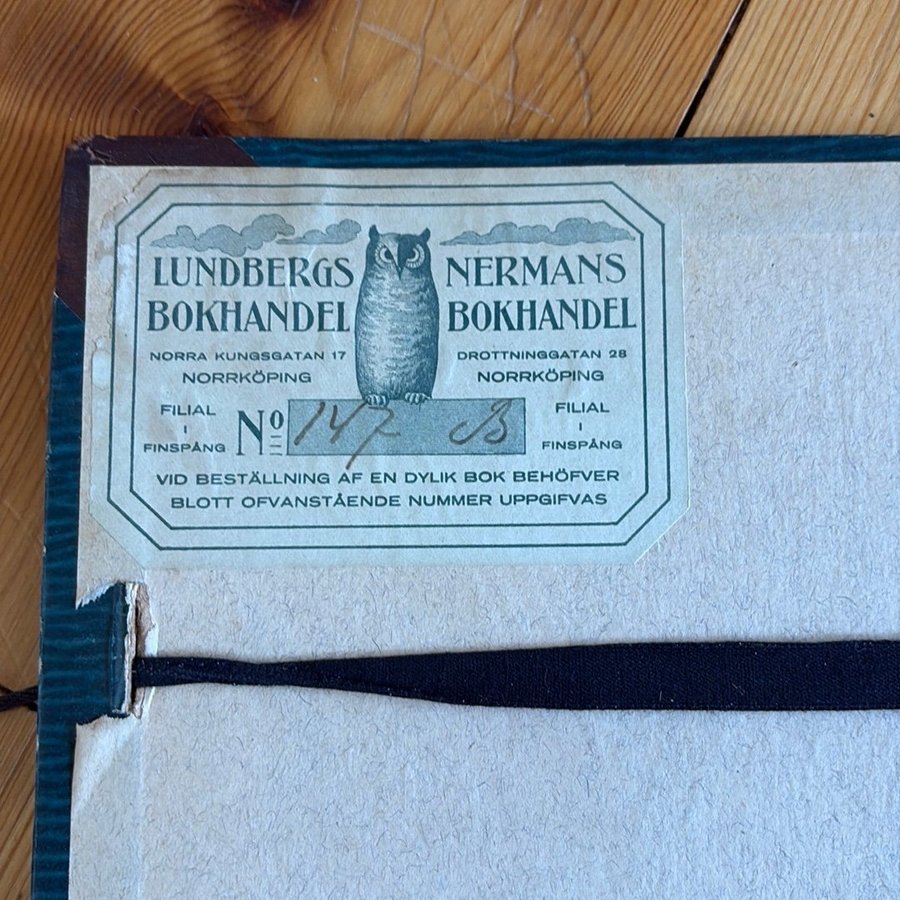 LUNDBERGS
BOKHANDEL
NORRA KUNGSGATAN 17
NORRKÖPING
NERMANS
BOKHANDEL
DROTTNINGGATAN 28
NORRKÖPING
FILIAL
I
FINSPÅNG
No 147 B
FILIAL
I
FINSPÅNG
VID BESTÄLLNING AF EN DYLIK BOK BEHÖFVER
BLOTT OFVANSTÅENDE NUMMER UPPGIFVAS